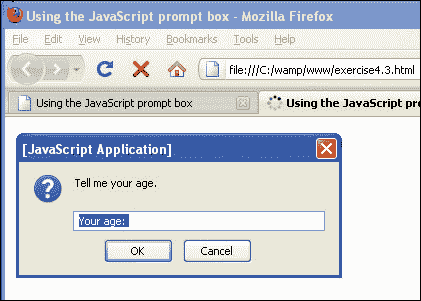 Using the JavaScript prompt box - Mozilla Firefox
File Edit View History Bookmarks Tools Help
file:///C:/wamp/www/exercise4.3.html
Using the JavaScript prompt box
Using the JavaScript pro
[JavaScript Application]
Tell me your age.
Your age:
OK Cancel